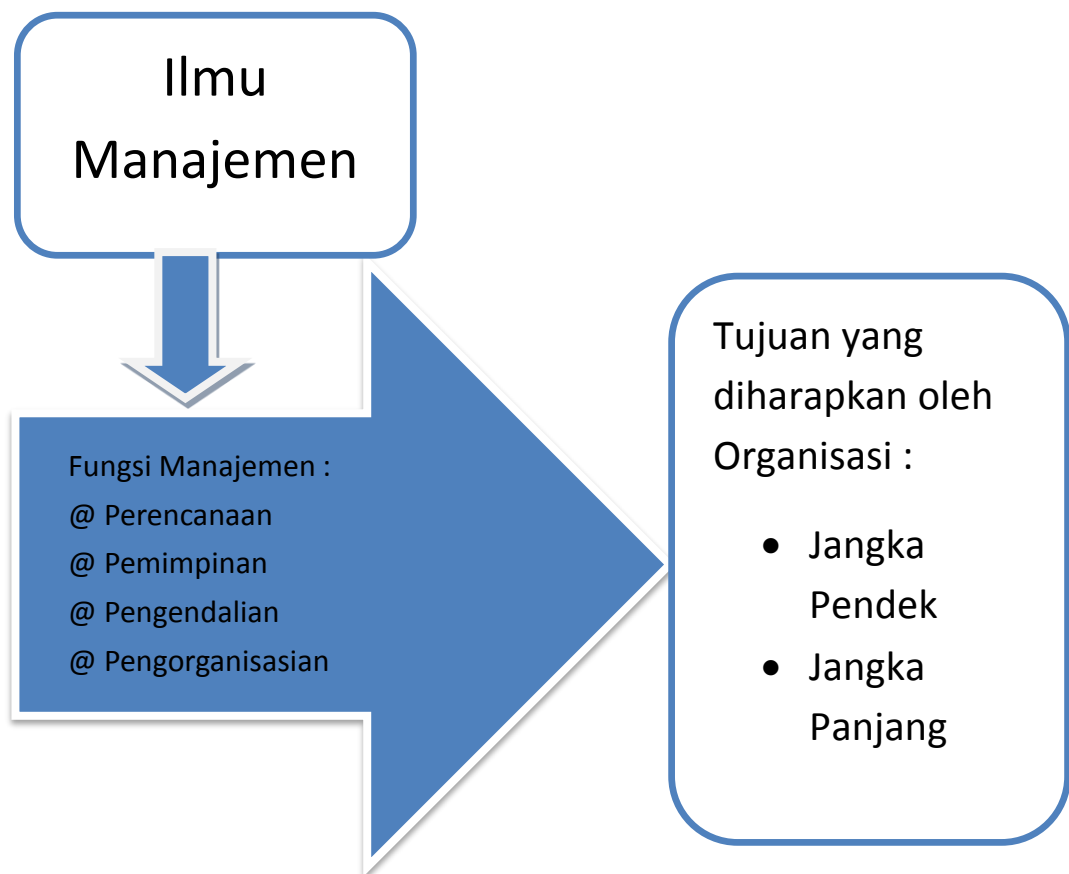 Ilmu
Manajemen
Fungsi Manajemen :
@ Perencanaan
@ Pemimpinan
@ Pengendalian
@ Pengorganisasian
Tujuan yang
diharapkan oleh
Organisasi :
• Jangka
Pendek
• Jangka
Panjang